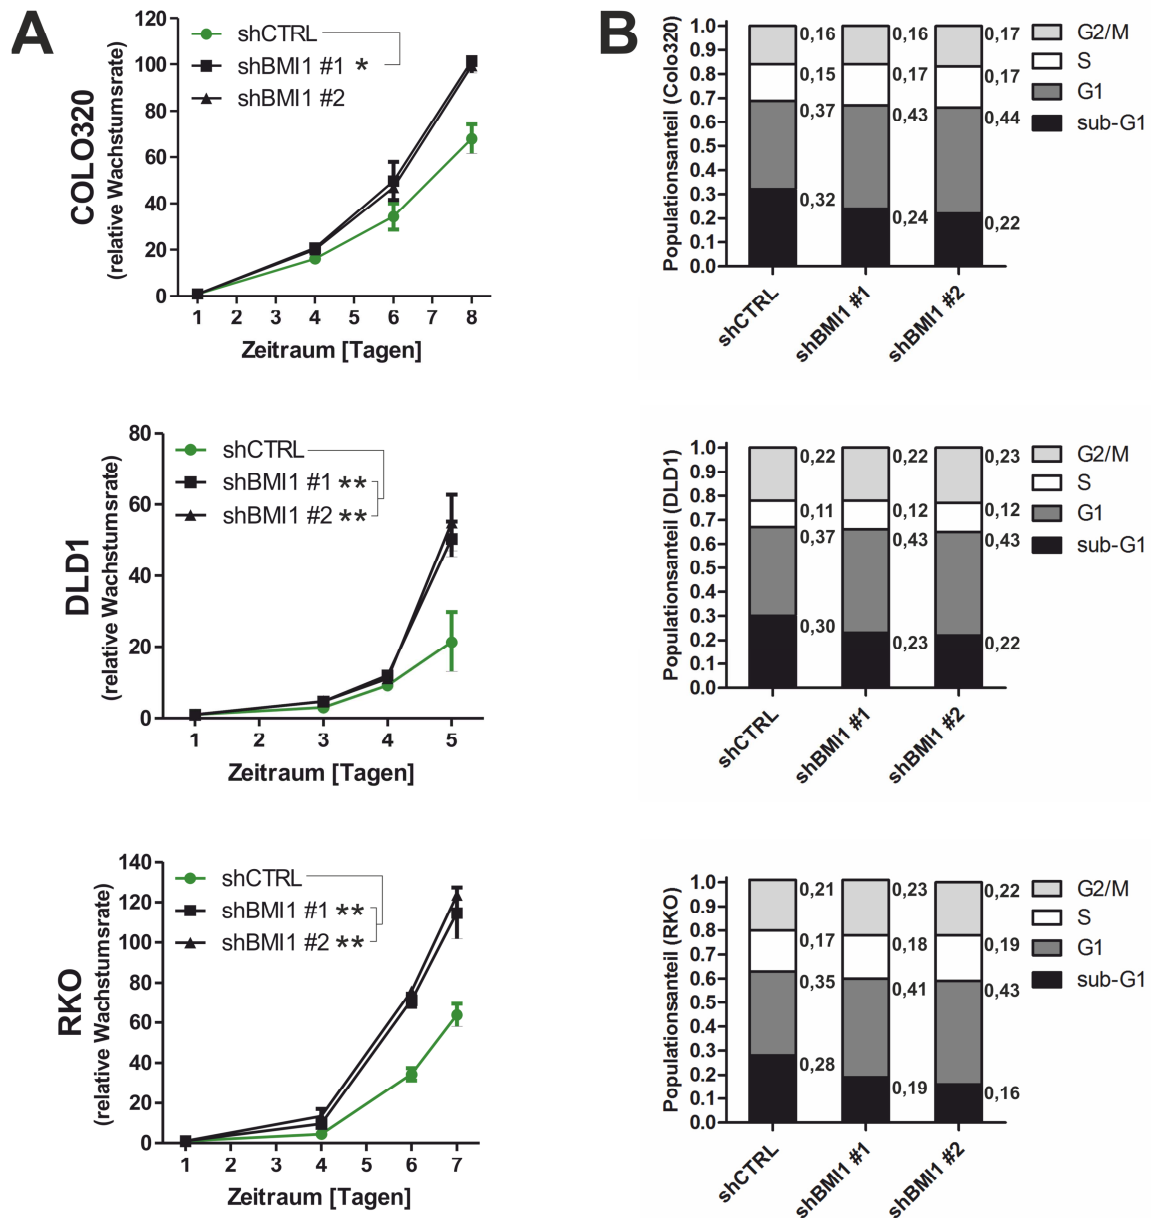 A
B
COLO320
(relative Wachstumsrate)
120
100
80
60
40
20
0
shCTRL
shBMI1 #1 *
shBMI1 #2
1 2 3 4 5 6 7 8
Zeitraum [Tagen]
Populationsanteil (Colo320)
1.0
0.9
0.8
0.7
0.6
0.5
0.4
0.3
0.2
0.1
0.0
0,16
0,15
0,37
0,32
0,16
0,17
0,43
0,24
0,17
0,17
0,44
0,22
shCTRL
shBMI1 #1
shBMI1 #2
G2/M
S
G1
sub-G1
DLD1
(relative Wachstumsrate)
80
60
40
20
0
shCTRL
shBMI1 #1 **
shBMI1 #2 **
1 2 3 4 5
Zeitraum [Tagen]
Populationsanteil (DLD1)
1.0
0.9
0.8
0.7
0.6
0.5
0.4
0.3
0.2
0.1
0.0
0,22
0,11
0,37
0,30
0,22
0,12
0,43
0,23
0,23
0,12
0,43
0,22
shCTRL
shBMI1 #1
shBMI1 #2
G2/M
S
G1
sub-G1
RKO
(relative Wachstumsrate)
140
120
100
80
60
40
20
0
shCTRL
shBMI1 #1 **
shBMI1 #2 **
1 2 3 4 5 6 7
Zeitraum [Tagen]
Populationsanteil (RKO)
1.0
0.9
0.8
0.7
0.6
0.5
0.4
0.3
0.2
0.1
0.0
0,21
0,17
0,35
0,28
0,23
0,18
0,41
0,19
0,22
0,19
0,43
0,16
shCTRL
shBMI1 #1
shBMI1 #2
G2/M
S
G1
sub-G1